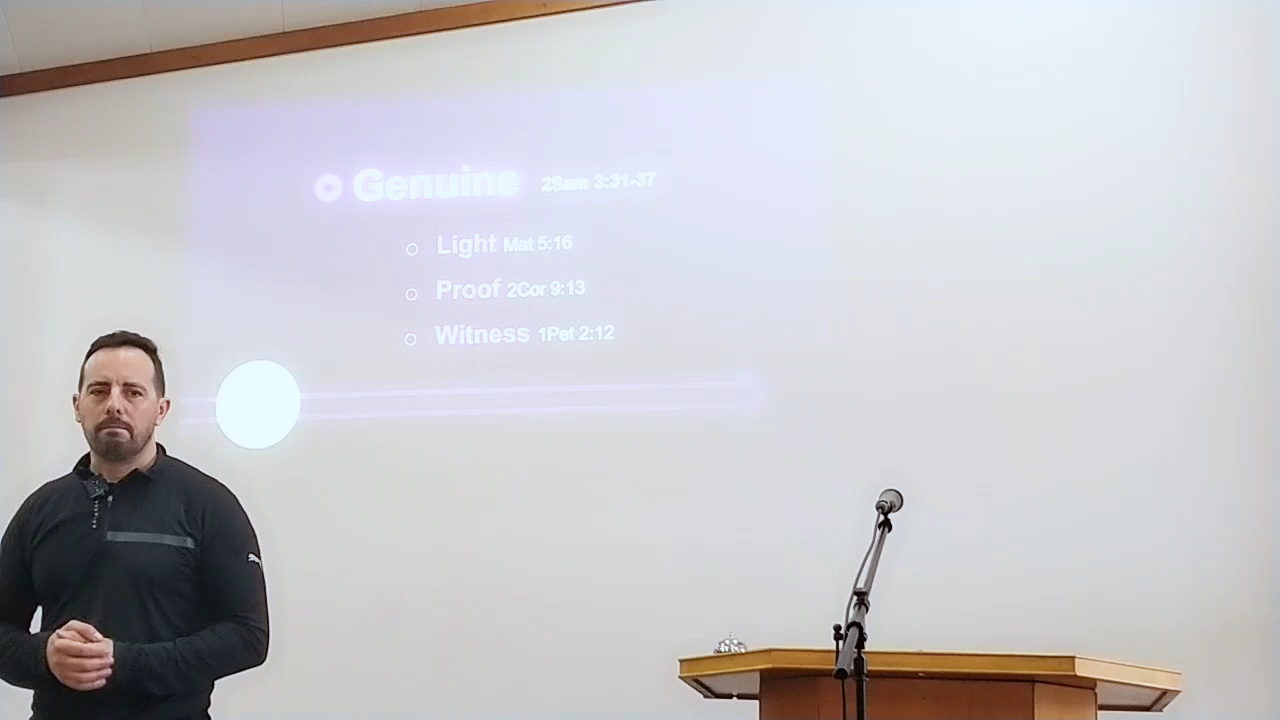 Genuine 2Sam 3:31-37
Light Mat 5:16
Proof 2Cor 9:13
Witness 1Pet 2:12